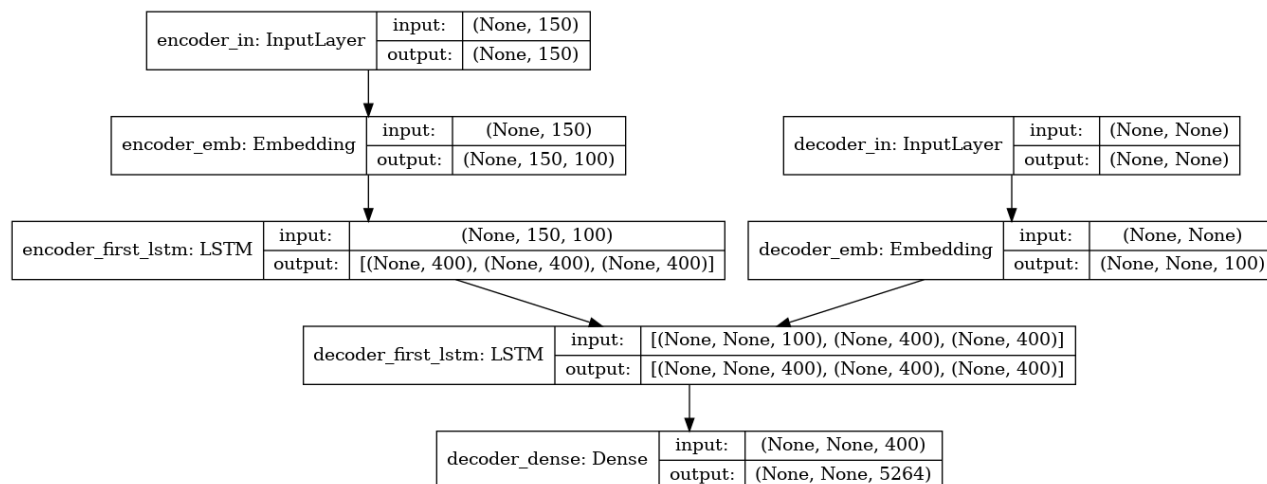 encoder_in: InputLayer
input: (None, 150)
output: (None, 150)
encoder_emb: Embedding
input: (None, 150)
output: (None, 150, 100)
decoder_in: InputLayer
input: (None, None)
output: (None, None)
encoder_first_lstm: LSTM
input: (None, 150, 100)
output: [(None, 400), (None, 400), (None, 400)]
decoder_emb: Embedding
input: (None, None)
output: (None, None, 100)
decoder_first_lstm: LSTM
input: [(None, None, 100), (None, 400), (None, 400)]
output: [(None, None, 400), (None, 400), (None, 400)]
decoder_dense: Dense
input: (None, None, 400)
output: (None, None, 5264)